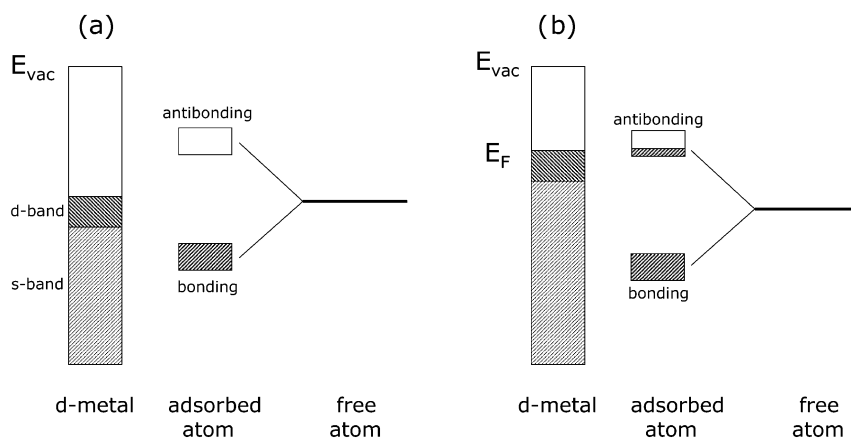 (a)
E_vac
antibonding
d-band
s-band
bonding
d-metal
adsorbed
atom
free
atom
(b)
E_vac
antibonding
E_F
bonding
d-metal
adsorbed
atom
free
atom